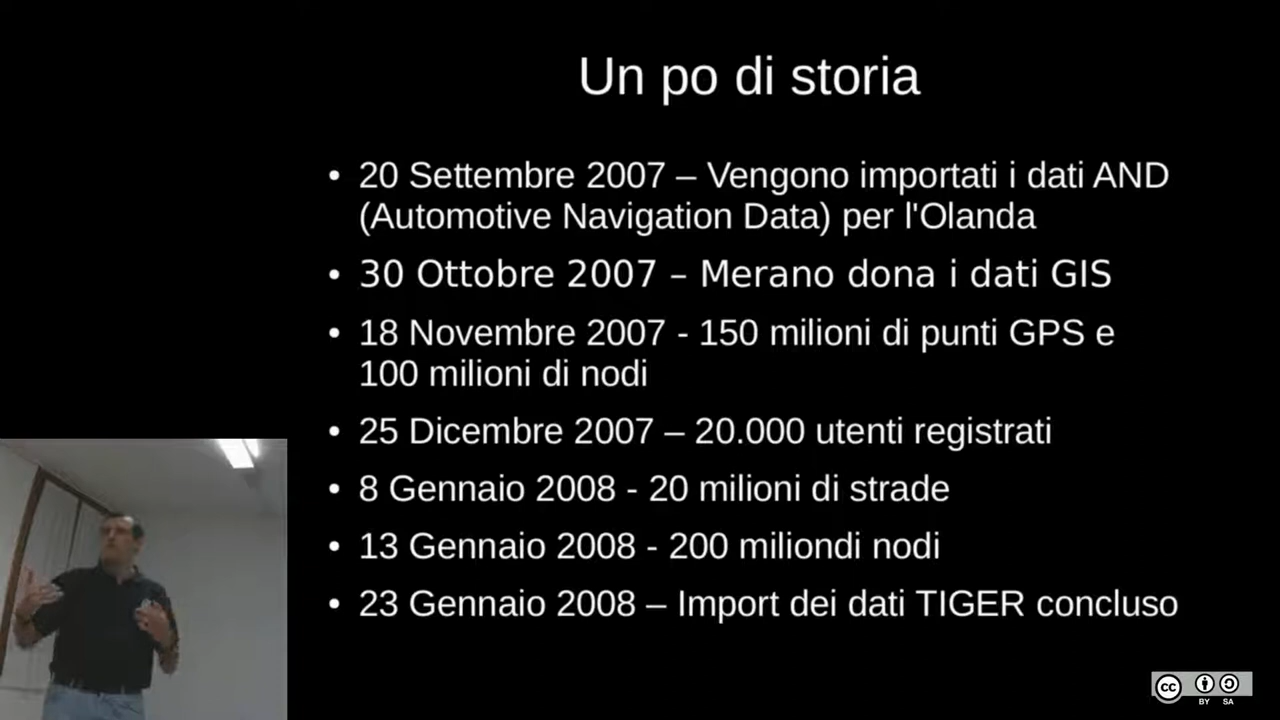 Un po di storia
• 20 Settembre 2007 – Vengono importati i dati AND
(Automotive Navigation Data) per l'Olanda
• 30 Ottobre 2007 – Merano dona i dati GIS
• 18 Novembre 2007 - 150 milioni di punti GPS e
100 milioni di nodi
• 25 Dicembre 2007 – 20.000 utenti registrati
• 8 Gennaio 2008 - 20 milioni di strade
• 13 Gennaio 2008 - 200 miliondi nodi
• 23 Gennaio 2008 – Import dei dati TIGER concluso
cc BY SA